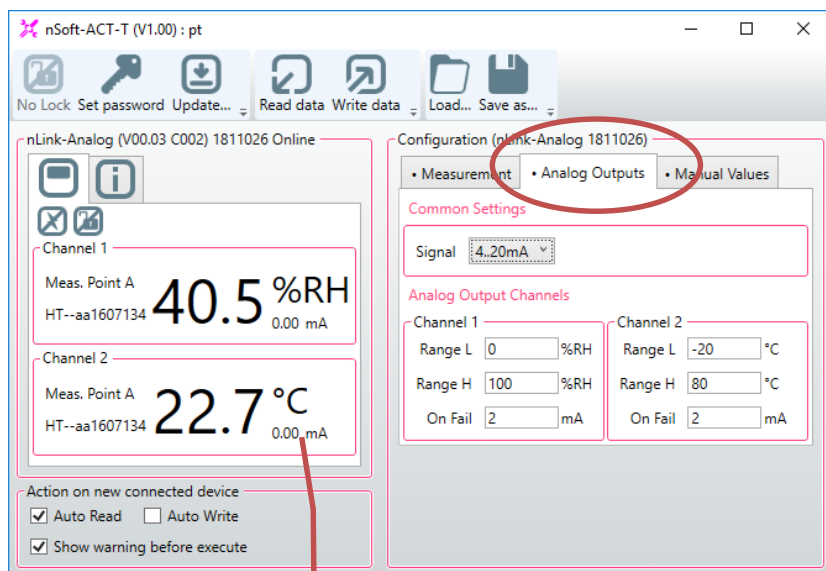 nSoft-ACT-T (V1.00) : pt
No Lock Set password Update... Read data Write data Load... Save as...
nLink-Analog (V00.03 C002) 1811026 Online
Channel 1
Meas. Point A
HT--aa1607134
40.5 %RH
0.00 mA
Channel 2
Meas. Point A
HT--aa1607134
22.7 °C
0.00 mA
Action on new connected device
Auto Read Auto Write
Show warning before execute
Configuration (nLink-Analog 1811026)
• Measurement • Analog Outputs • Manual Values
Common Settings
Signal 4..20mA
Analog Output Channels
Channel 1
Range L 0 %RH
Range H 100 %RH
On Fail 2 mA
Channel 2
Range L -20 °C
Range H 80 °C
On Fail 2 mA